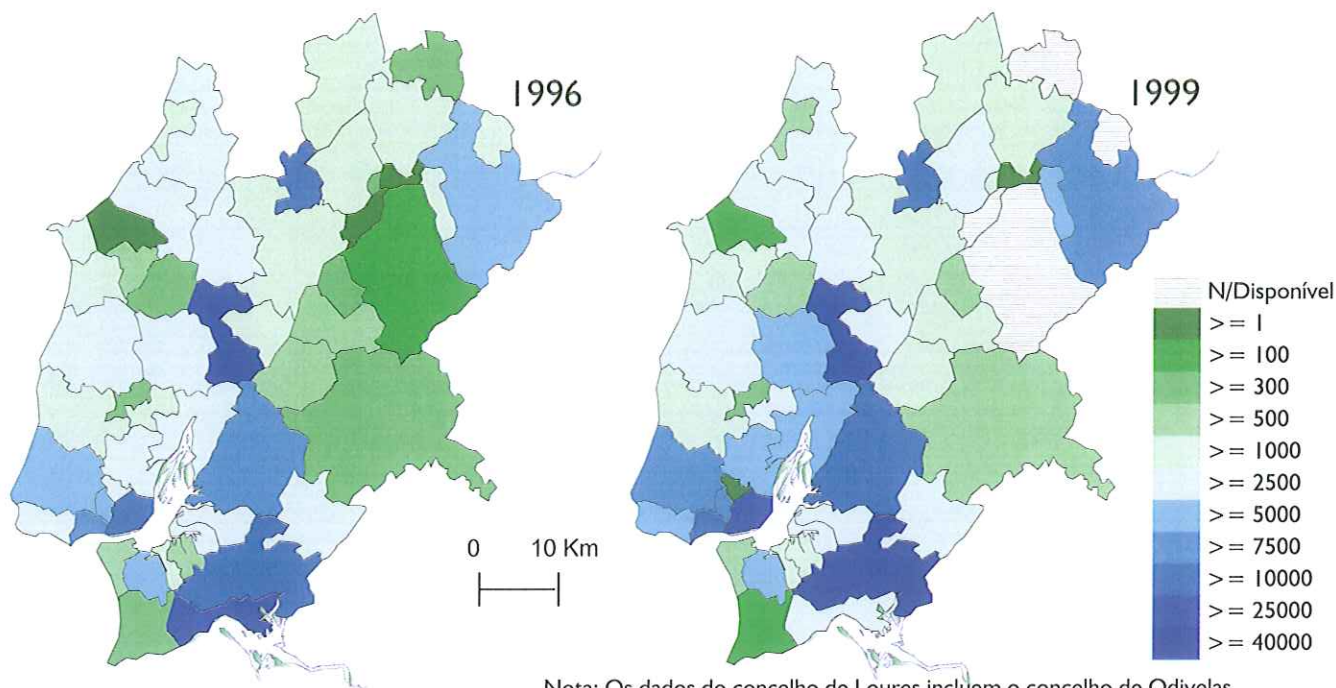 1996
1999
N/Disponível
> = 1
> = 100
> = 300
> = 500
> = 1000
> = 2500
> = 5000
> = 7500
> = 10000
> = 25000
> = 40000
0 10 Km
Nota: Os dados do concelho de Loures incluem o concelho de Odivelas